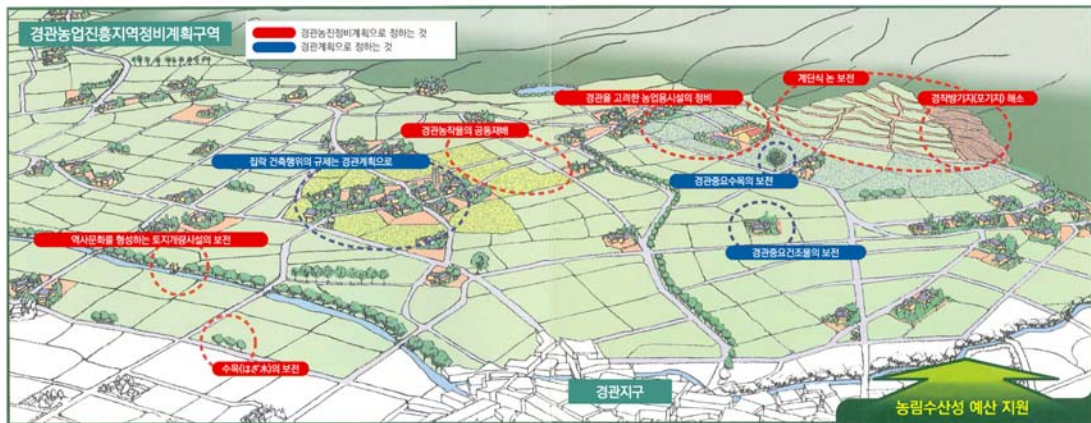 경관농업진흥지역정비계획구역
경관농진정비계획으로 정하는 것
경관계획으로 정하는 것
계단식 논 보전
경관을 고려한 농업용시설의 정비
경작방기지(포기지) 해소
경관농작물의 공동재배
집락 건축행위의 규제는 경관계획으로
경관중요수목의 보전
역사문화를 형성하는 토지개량시설의 보전
경관중요건조물의 보전
수목(はざ木)의 보전
경관지구
농림수산성 예산 지원